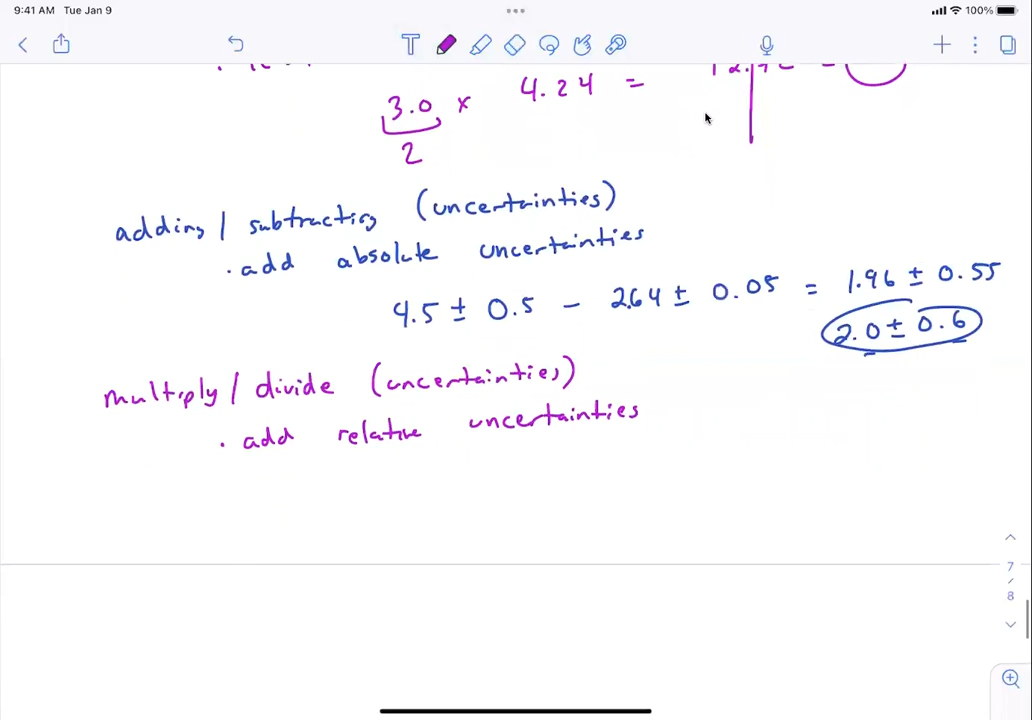 9:41 AM Tue Jan 9
100%
3.0 × 4.24 =
2
adding / subtracting (uncertainties)
· add absolute uncertainties
4.5 ± 0.5 − 2.64 ± 0.05 = 1.96 ± 0.55
2.0 ± 0.6
multiply / divide (uncertainties)
· add relative uncertainties
7
/
8